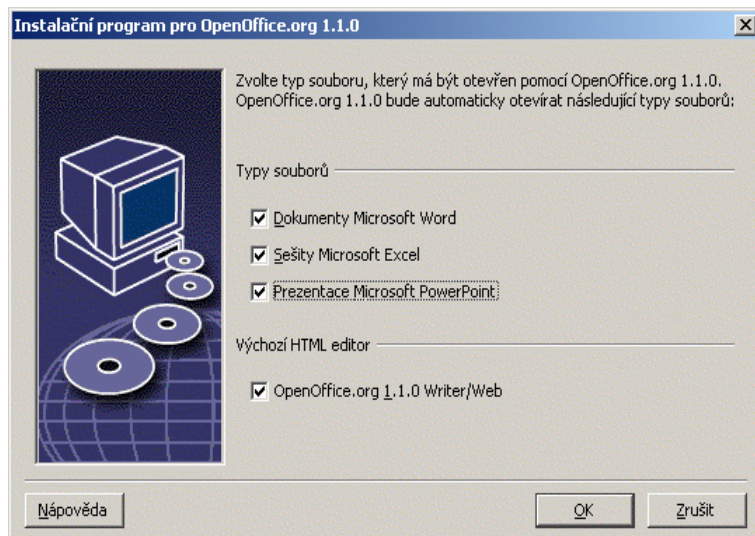 Instalační program pro OpenOffice.org 1.1.0
Zvolte typ souboru, který má být otevřen pomocí OpenOffice.org 1.1.0.
OpenOffice.org 1.1.0 bude automaticky otevírat následující typy souborů:
Typy souborů
Dokumenty Microsoft Word
Sešity Microsoft Excel
Prezentace Microsoft PowerPoint
Výchozí HTML editor
OpenOffice.org 1.1.0 Writer/Web
Nápověda
OK
Zrušit